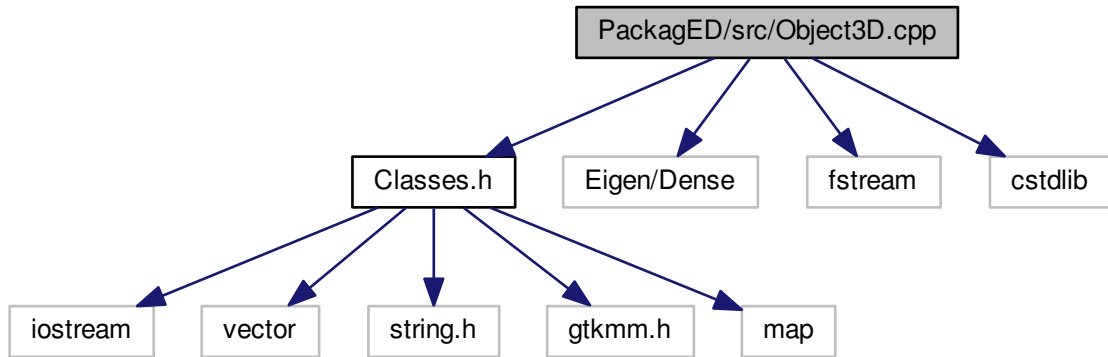 PackagED/src/Object3D.cpp
Classes.h
Eigen/Dense
fstream
cstdlib
iostream
vector
string.h
gtkmm.h
map